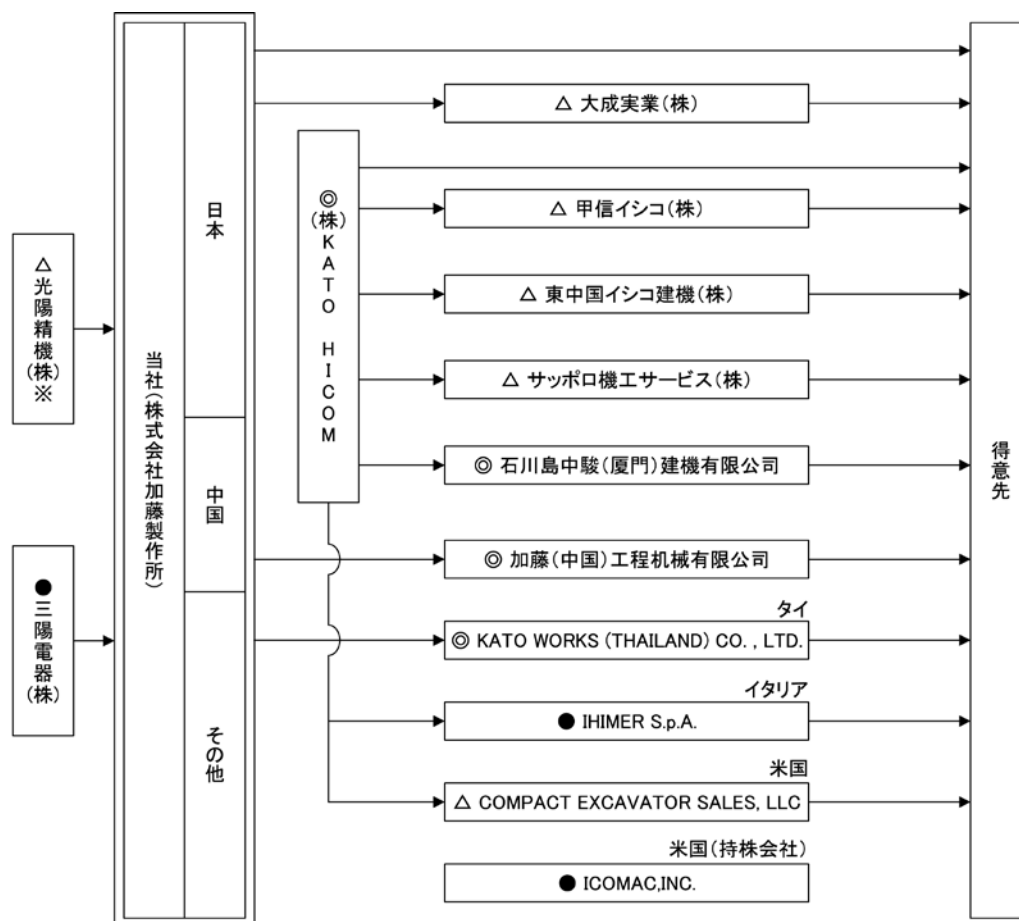 △光陽精機(株)※
●三陽電器(株)
当社(株式会社加藤製作所)
日本
中国
その他
◎(株)KATO HICOM
△ 大成実業(株)
△ 甲信イシコ(株)
△ 東中国イシコ建機(株)
△ サッポロ機工サービス(株)
◎ 石川島中駿(厦門)建機有限公司
◎ 加藤(中国)工程机械有限公司
タイ
◎ KATO WORKS (THAILAND) CO. , LTD.
イタリア
● IHIMER S.p.A.
米国
△ COMPACT EXCAVATOR SALES, LLC
米国(持株会社)
● ICOMAC,INC.
得意先